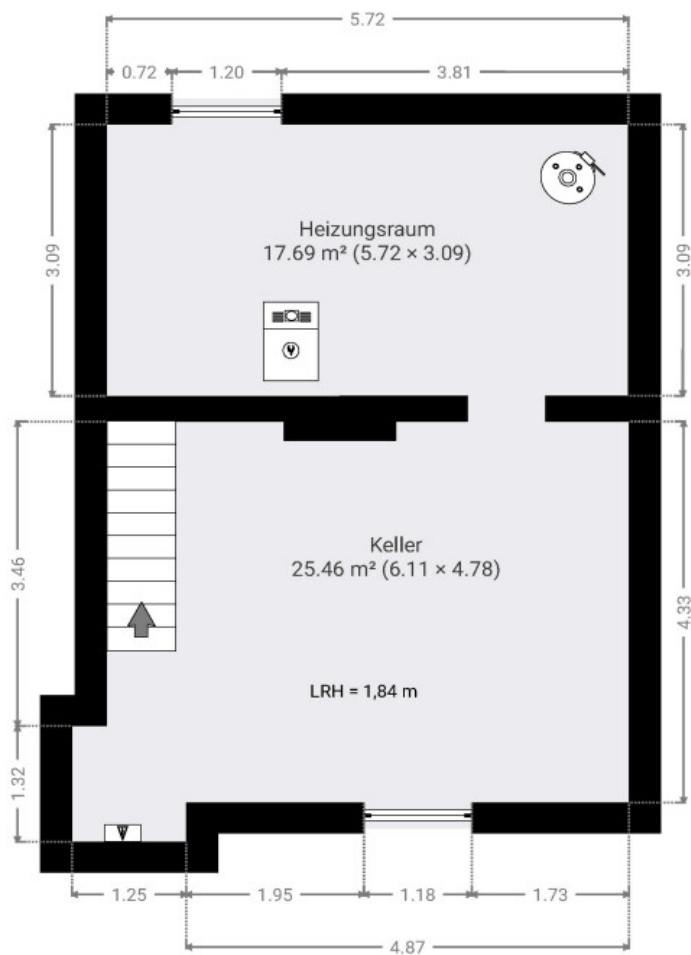 5.72
0.72
1.20
3.81
3.09
3.09
Heizungsraum
17.69 m² (5.72 × 3.09)
3.46
Keller
25.46 m² (6.11 × 4.78)
4.33
LRH = 1,84 m
1.32
1.25
1.95
1.18
1.73
4.87